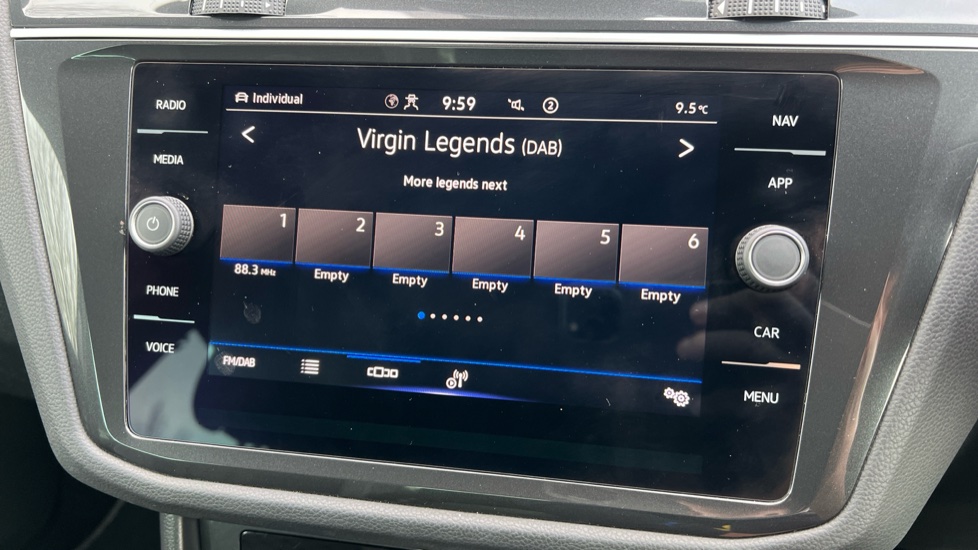 RADIO
MEDIA
PHONE
VOICE
Individual 9:59 2 9.5°C
< Virgin Legends (DAB) >
More legends next
1 2 3 4 5 6
88.3 MHz Empty Empty Empty Empty Empty
FM/DAB
NAV
APP
CAR
MENU